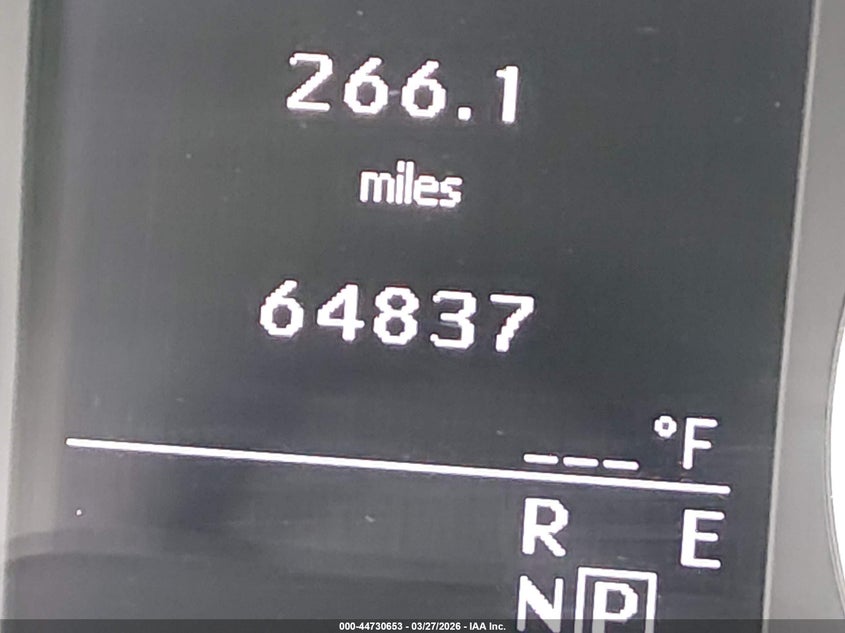 266.1
miles
64837
___ °F
R E
N P
000-44730653 - 03/27/2026 - IAA Inc.